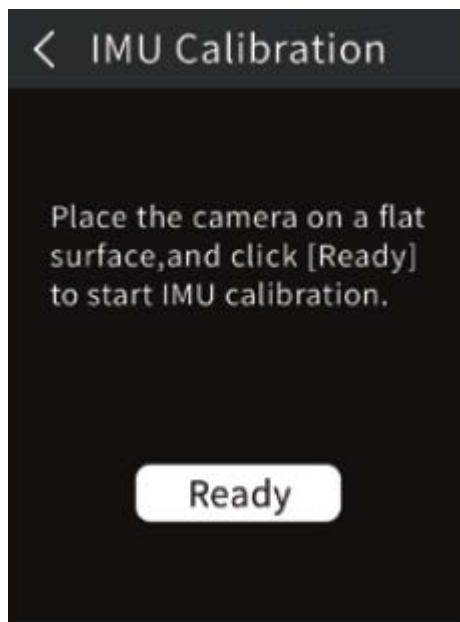 IMU Calibration
Place the camera on a flat
surface,and click [Ready]
to start IMU calibration.
Ready